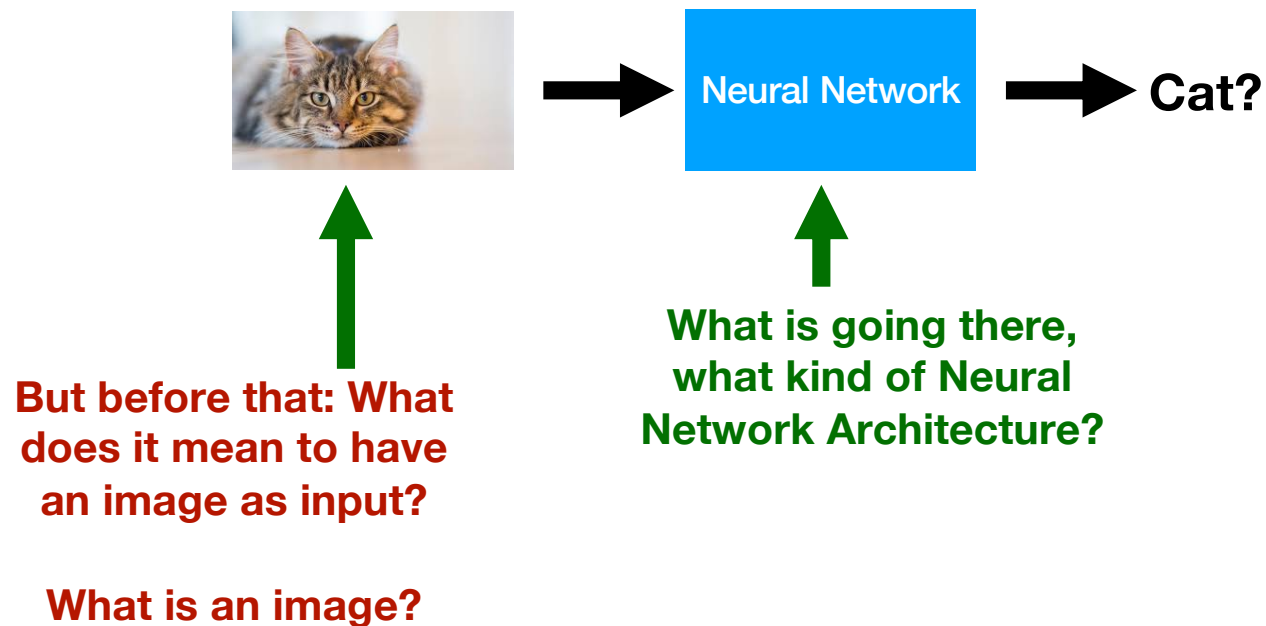 Neural Network
Cat?
What is going there,
what kind of Neural
Network Architecture?
But before that: What
does it mean to have
an image as input?
What is an image?